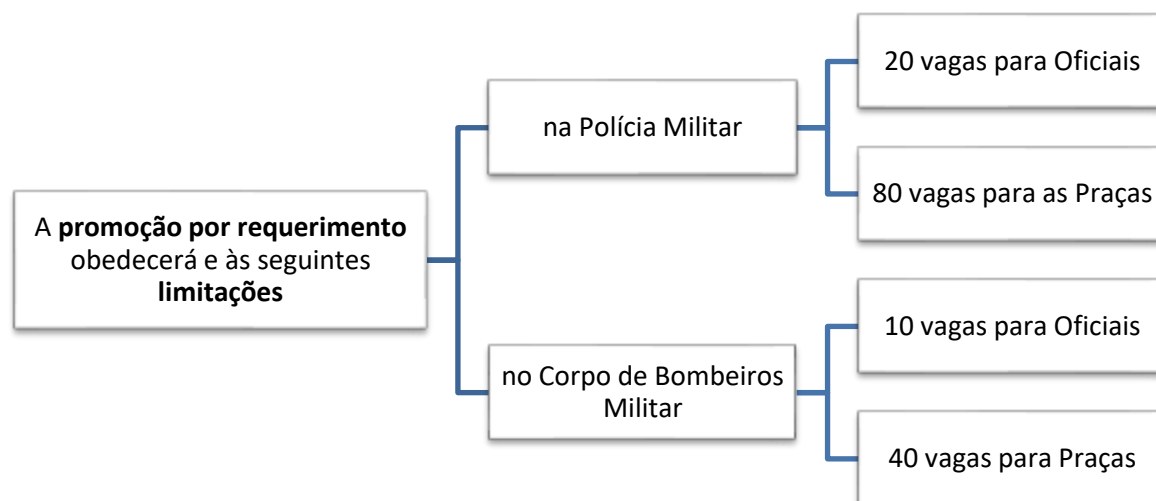 A promoção por requerimento
obedecerá e às seguintes
limitações
na Polícia Militar
20 vagas para Oficiais
80 vagas para as Praças
no Corpo de Bombeiros
Militar
10 vagas para Oficiais
40 vagas para Praças